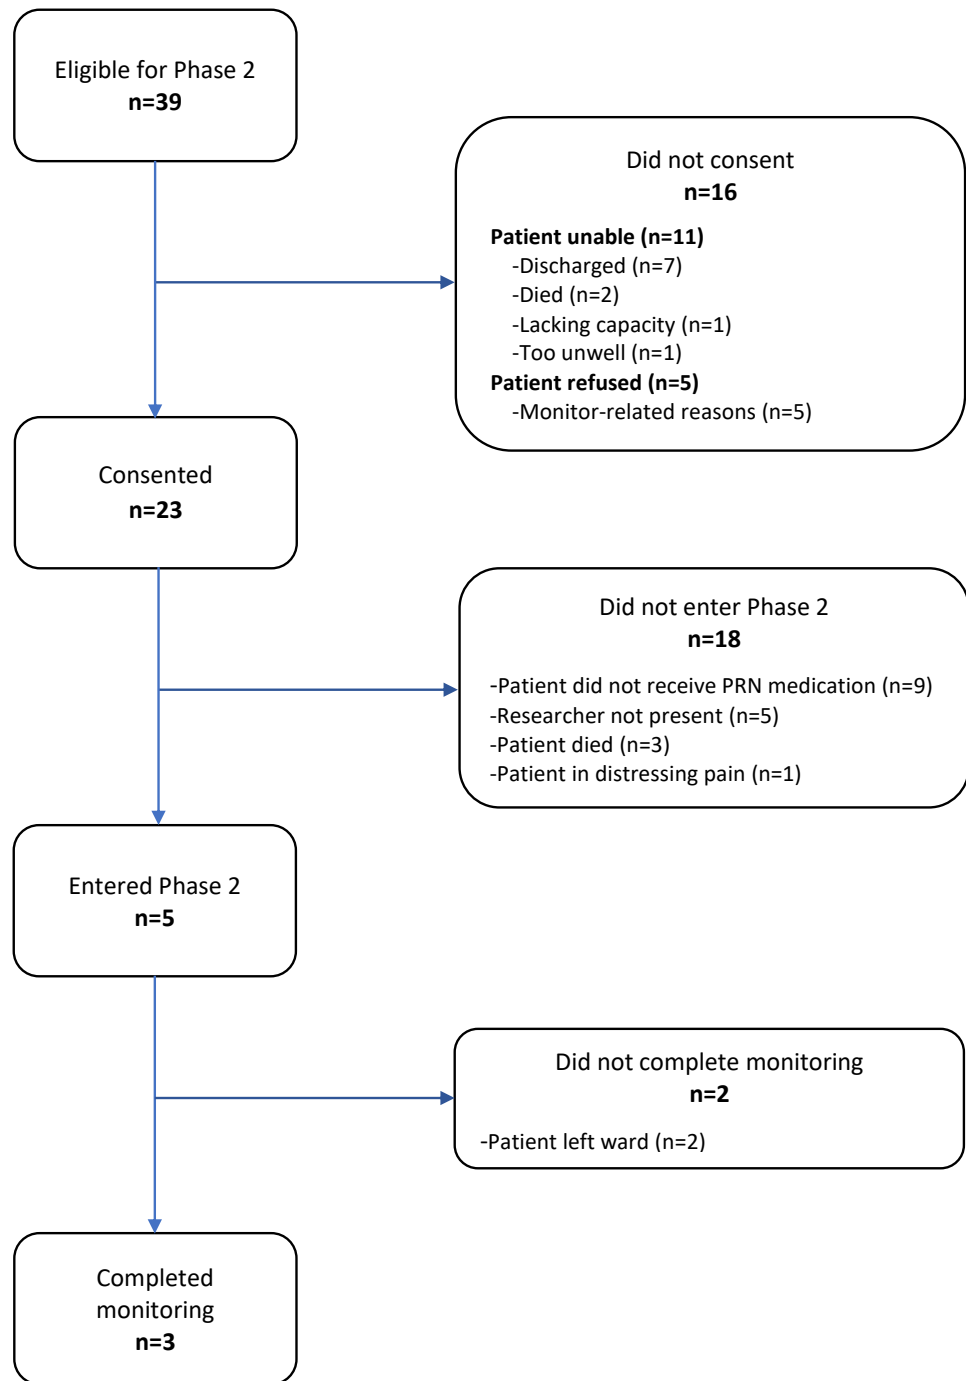 Eligible for Phase 2
n=39
Did not consent
n=16
Patient unable (n=11)
-Discharged (n=7)
-Died (n=2)
-Lacking capacity (n=1)
-Too unwell (n=1)
Patient refused (n=5)
-Monitor-related reasons (n=5)
Consented
n=23
Did not enter Phase 2
n=18
-Patient did not receive PRN medication (n=9)
-Researcher not present (n=5)
-Patient died (n=3)
-Patient in distressing pain (n=1)
Entered Phase 2
n=5
Did not complete monitoring
n=2
-Patient left ward (n=2)
Completed
monitoring
n=3